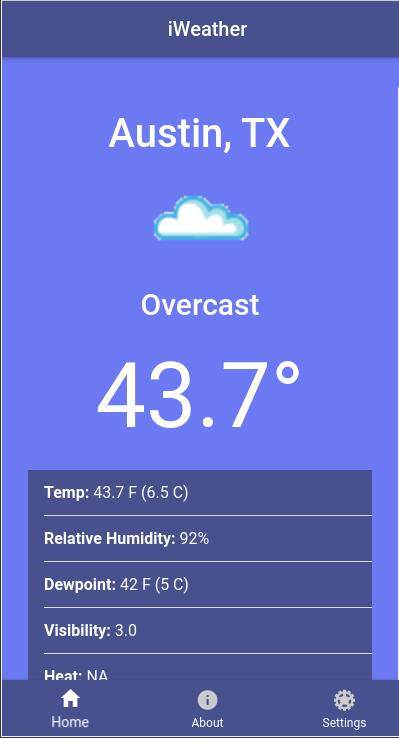 iWeather
Austin, TX
Overcast
43.7°
Temp: 43.7 F (6.5 C)
Relative Humidity: 92%
Dewpoint: 42 F (5 C)
Visibility: 3.0
Heat: NA
Home About Settings